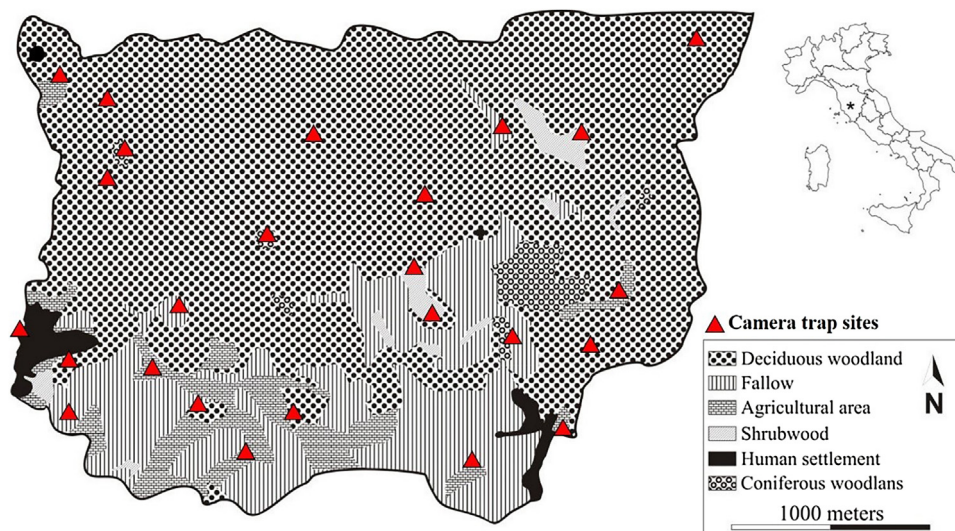 *
Camera trap sites
Deciduous woodland
Fallow
Agricultural area
Shrubwood
Human settlement
Coniferous woodlans
N
1000 meters